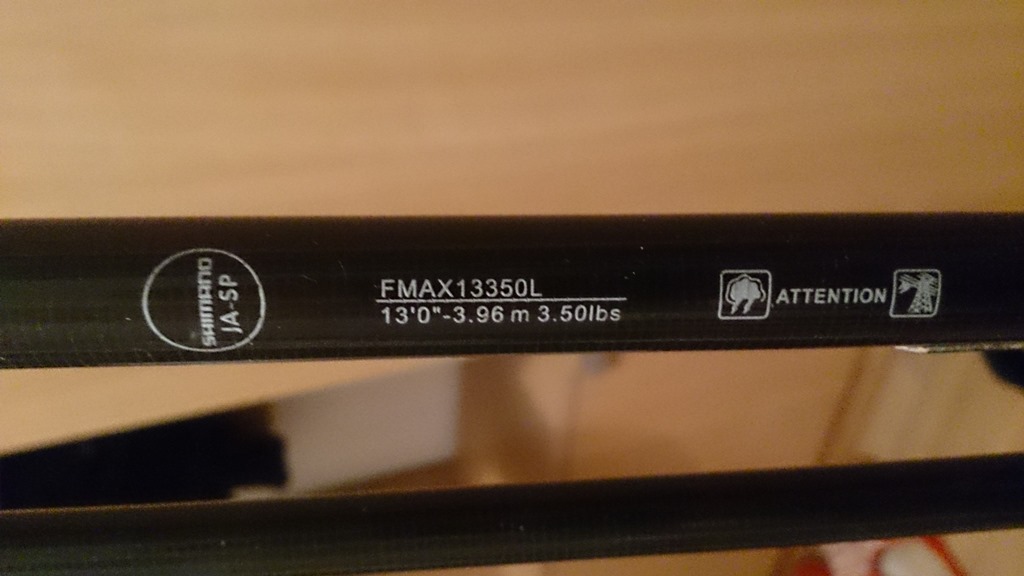 SHIMANO
JA-SP
FMAX13350L
13'0"-3.96 m 3.50lbs
ATTENTION